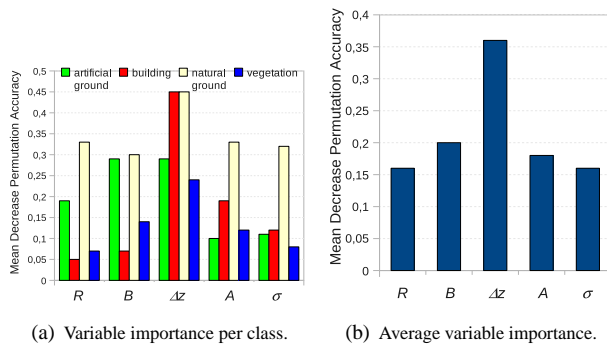 Mean Decrease Permutation Accuracy
artificial ground
building
natural ground
vegetation
0,5
0,45
0,4
0,35
0,3
0,25
0,2
0,15
0,1
0,05
0
R B Δz A σ
(a) Variable importance per class.
Mean Decrease Permutation Accuracy
0,4
0,35
0,3
0,25
0,2
0,15
0,1
0,05
0
R B Δz A σ
(b) Average variable importance.